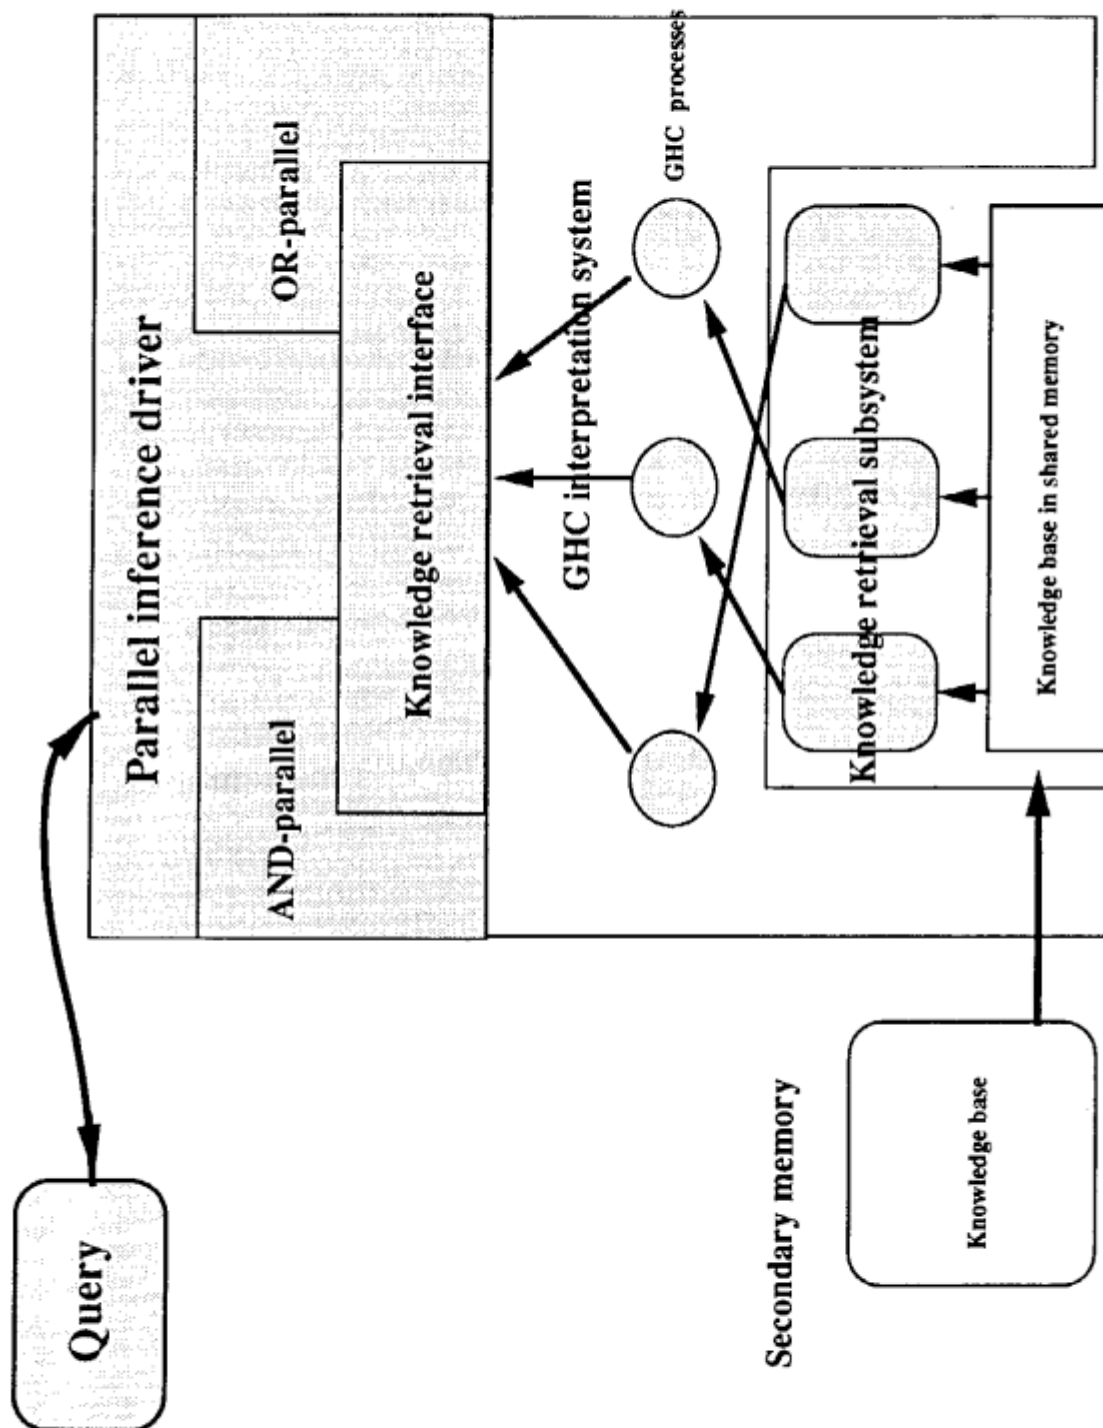 Query
Parallel inference driver
AND-parallel
OR-parallel
Knowledge retrieval interface
GHC interpretation system
GHC processes
Knowledge retrieval subsystem
Knowledge base in shared memory
Secondary memory
Knowledge base